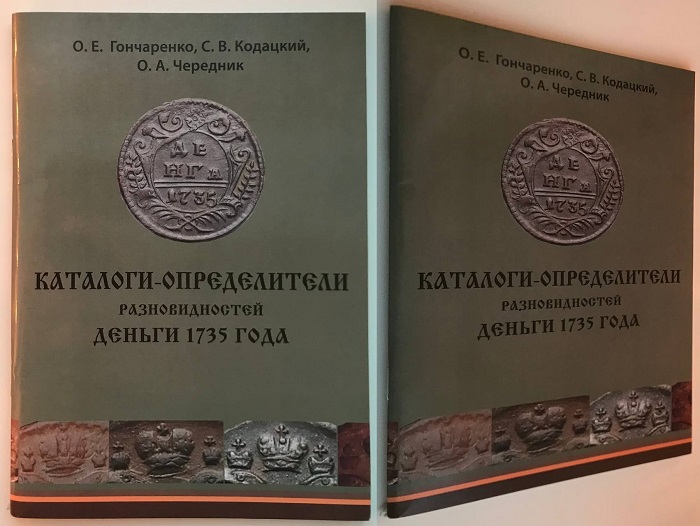 О. Е. Гончаренко, С. В. Кодацкий,
О. А. Чередник
ДЕ
НГА
1735
КАТАЛОГИ-ОПРЕДЕЛИТЕЛИ
РАЗНОВИДНОСТЕЙ
ДЕНЬГИ 1735 ГОДА
О. Е. Гончаренко, С. В. Кодацкий,
О. А. Чередник
ДЕ
НГА
1735
КАТАЛОГИ-ОПРЕДЕЛИТЕЛИ
РАЗНОВИДНОСТЕЙ
ДЕНЬГИ 1735 ГОДА